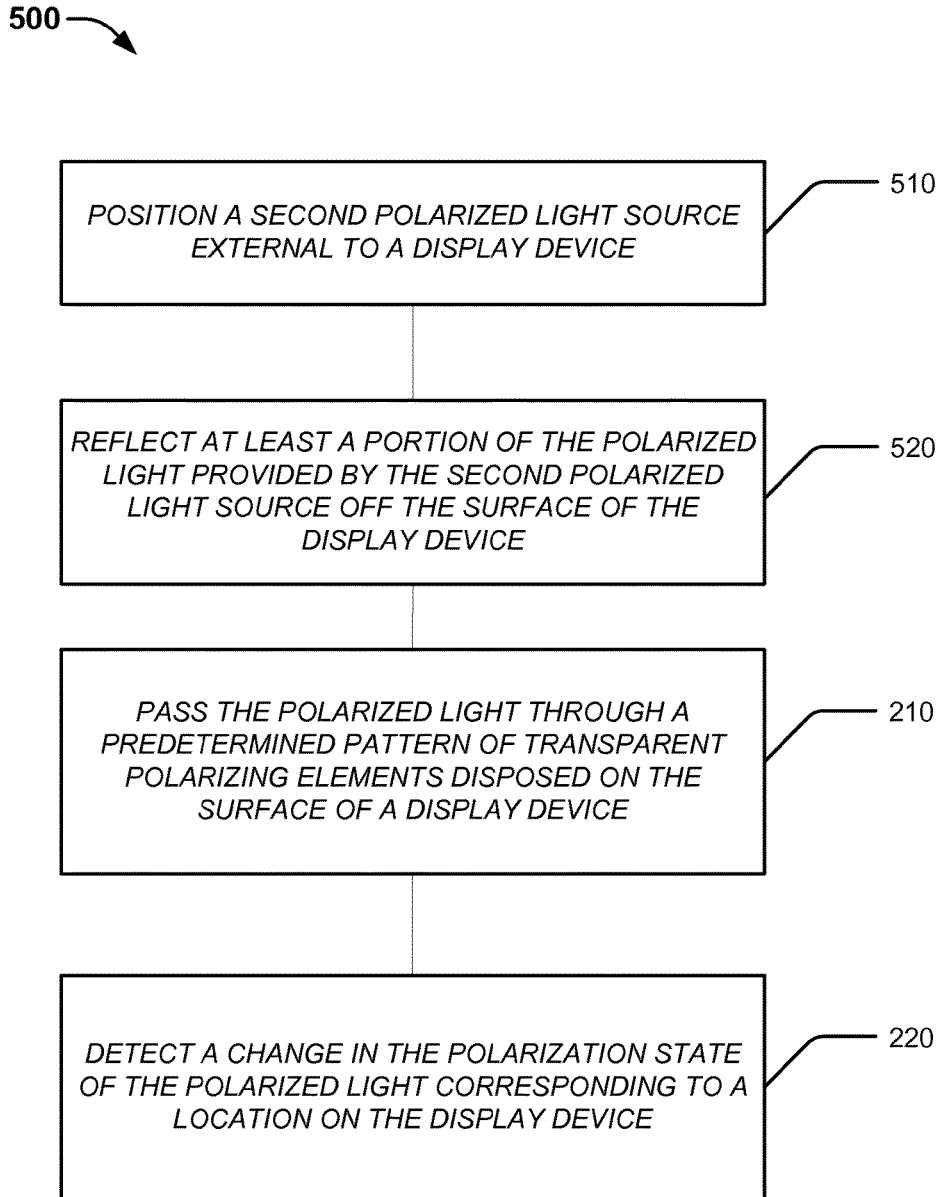 500
POSITION A SECOND POLARIZED LIGHT SOURCE
EXTERNAL TO A DISPLAY DEVICE
510
REFLECT AT LEAST A PORTION OF THE POLARIZED
LIGHT PROVIDED BY THE SECOND POLARIZED
LIGHT SOURCE OFF THE SURFACE OF THE
DISPLAY DEVICE
520
PASS THE POLARIZED LIGHT THROUGH A
PREDETERMINED PATTERN OF TRANSPARENT
POLARIZING ELEMENTS DISPOSED ON THE
SURFACE OF A DISPLAY DEVICE
210
DETECT A CHANGE IN THE POLARIZATION STATE
OF THE POLARIZED LIGHT CORRESPONDING TO A
LOCATION ON THE DISPLAY DEVICE
220